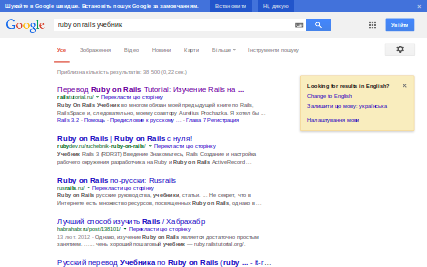 Шукайте в Google швидше. Встановіть пошук Google за замовчуванням. Встановити Ні, дякую ×
Google ruby on rails учебник Увійти
Усе Зображення Відео Новини Карти Більше Інструменти пошуку
Приблизна кількість результатів: 38 500 (0,22 сек.)
Перевод Ruby on Rails Tutorial: Изучение Rails на ...
railstutorial.ru/ Перекласти цю сторінку
Ruby On Rails Учебник во многом обязан моей предыдущей книге по Rails,
RailsSpace и, следовательно, моему соавтору Aurelius Prochazka. Я хотел бы ...
Rails 3.2 - Помощь - Предисловие к русскому ... - Глава 7 Регистрация
Ruby on Rails | Ruby on Rails с нуля!
rubydev.ru/uchebnik-ruby-on-rails/ Перекласти цю сторінку
Учебник Rails 3 (RDR3T) Введение Знакомьтесь, Rails Создание и настройка
рабочего окружения разработчика на Ruby и Ruby on Rails ActiveRecord ...
Ruby on Rails по-русски: Rusrails
rusrails.ru/ Перекласти цю сторінку
Ruby on Rails русские руководства, учебники, статьи. ... Не секрет, что в
Интернете есть множество ресурсов, посвященных Ruby on Rails, однако в ...
Лучший способ изучить Rails / Хабрахабр
habrahabr.ru/post/138101/ Перекласти цю сторінку
13 лют. 2012 - Однако, изучение Ruby on Rails является достаточно простым
занятием. ... ... чень хороший пошаговый учебник — ruby.railstutorial.org/.
Русский перевод Учебника по Ruby on Rails (ruby ... - it-r...
Looking for results in English? ×
Change to English
Залишити цю мову: українська
Налаштування мови